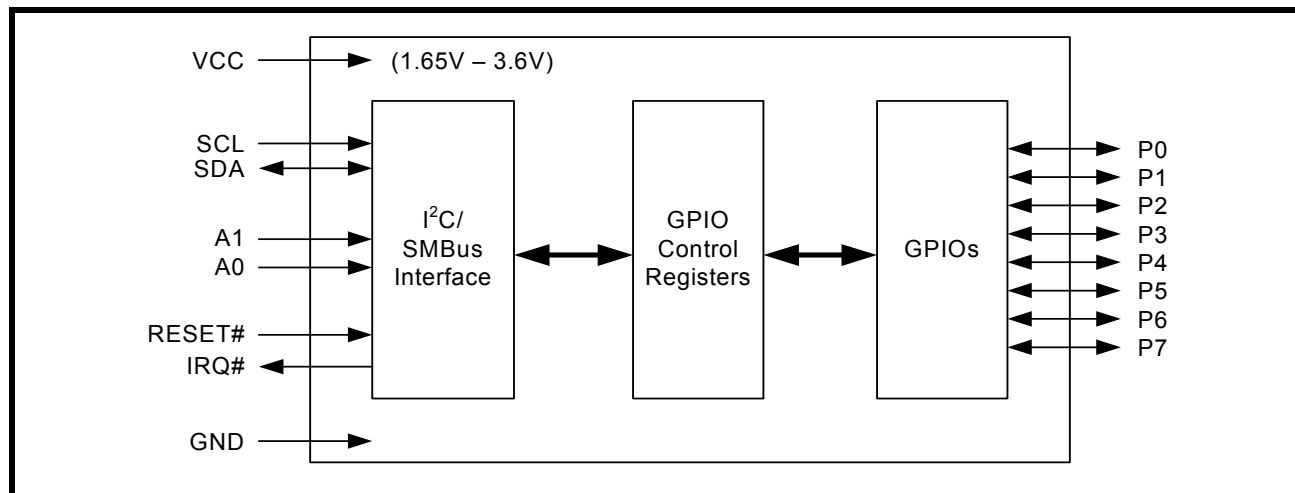 VCC
(1.65V – 3.6V)
SCL
SDA
A1
A0
RESET#
IRQ#
GND
I²C/
SMBus
Interface
GPIO
Control
Registers
GPIOs
P0
P1
P2
P3
P4
P5
P6
P7